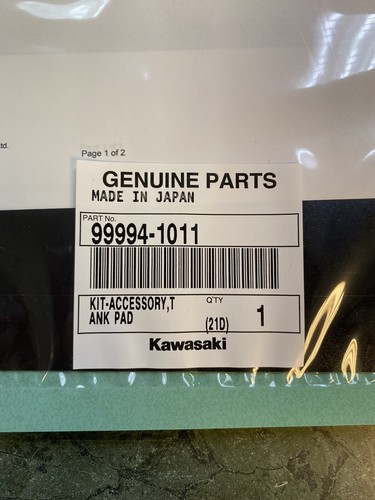 td.
Page 1 of 2
GENUINE PARTS
MADE IN JAPAN
PART No.
99994-1011
KIT-ACCESSORY,T
ANK PAD
Q'TY
(21D)
1
Kawasaki